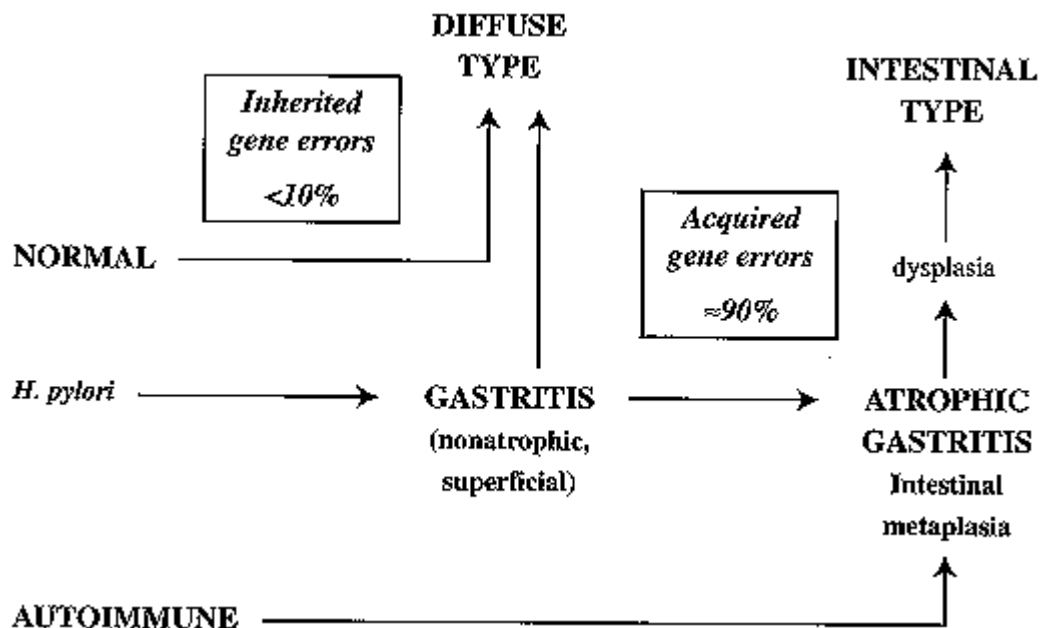 DIFFUSE
TYPE
INTESTINAL
TYPE
Inherited
gene errors
<10%
NORMAL
Acquired
gene errors
≈90%
dysplasia
H. pylori
GASTRITIS
(nonatrophic,
superficial)
ATROPHIC
GASTRITIS
Intestinal
metaplasia
AUTOIMMUNE